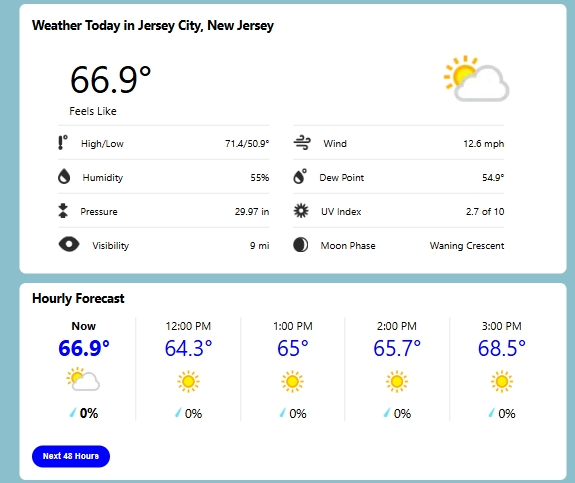 Weather Today in Jersey City, New Jersey
66.9°
Feels Like
High/Low 71.4/50.9°
Wind 12.6 mph
Humidity 55%
Dew Point 54.9°
Pressure 29.97 in
UV Index 2.7 of 10
Visibility 9 mi
Moon Phase Waning Crescent
Hourly Forecast
Now 12:00 PM 1:00 PM 2:00 PM 3:00 PM
66.9° 64.3° 65° 65.7° 68.5°
0% 0% 0% 0% 0%
Next 48 Hours